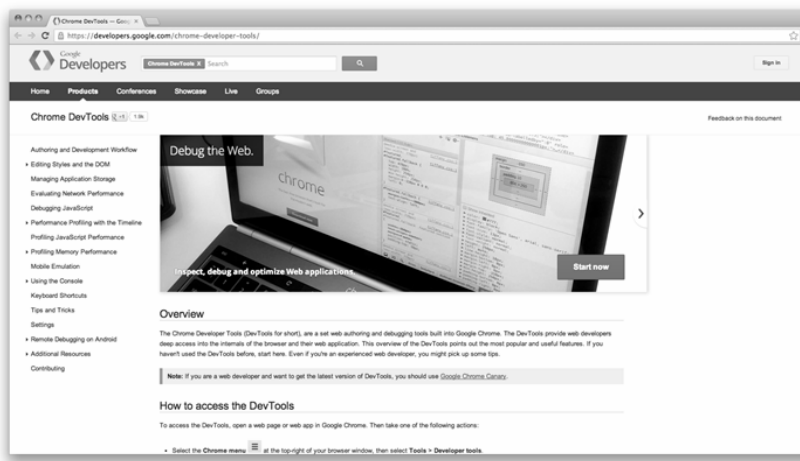 Chrome DevTools — Goog
https://developers.google.com/chrome-developer-tools/
Google
Developers
Chrome DevTools X Search
Sign in
Home Products Conferences Showcase Live Groups
Chrome DevTools +1 1.9k
Feedback on this document
Authoring and Development Workflow
Editing Styles and the DOM
Managing Application Storage
Evaluating Network Performance
Debugging JavaScript
Performance Profiling with the Timeline
Profiling JavaScript Performance
Profiling Memory Performance
Mobile Emulation
Using the Console
Keyboard Shortcuts
Tips and Tricks
Settings
Remote Debugging on Android
Additional Resources
Contributing
Debug the Web.
chrome
Inspect, debug and optimize Web applications.
Start now
Overview
The Chrome Developer Tools (DevTools for short), are a set web authoring and debugging tools built into Google Chrome. The DevTools provide web developers
deep access into the internals of the browser and their web application. This overview of the DevTools points out the most popular and useful features. If you
haven't used the DevTools before, start here. Even if you're an experienced web developer, you might pick up some tips.
Note: If you are a web developer and want to get the latest version of DevTools, you should use Google Chrome Canary.
How to access the DevTools
To access the DevTools, open a web page or web app in Google Chrome. Then take one of the following actions:
• Select the Chrome menu ☰ at the top-right of your browser window, then select Tools > Developer tools.